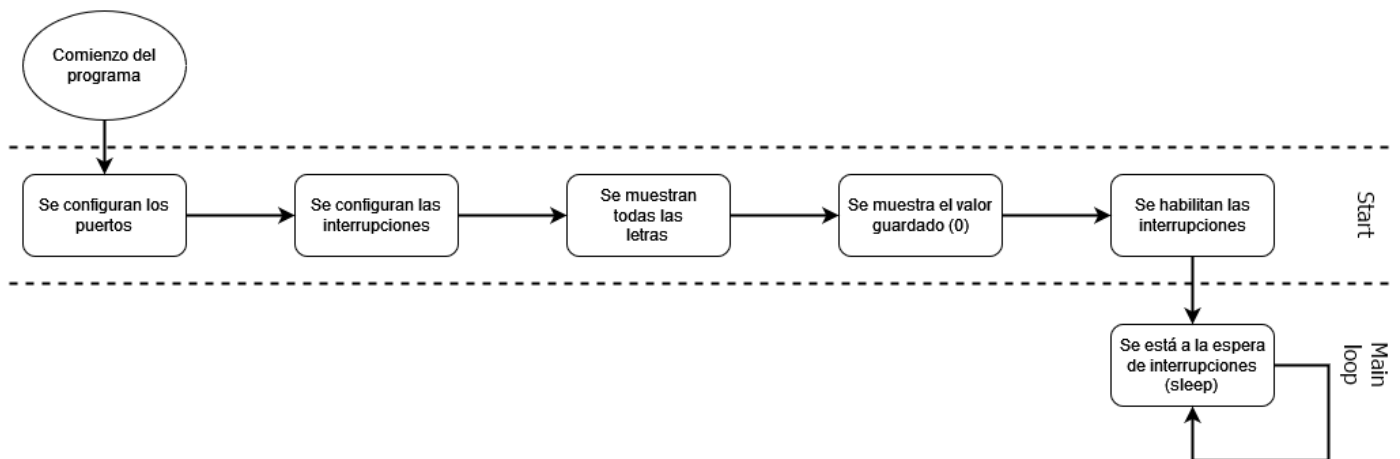 Comienzo del
programa
Se configuran los
puertos
Se configuran las
interrupciones
Se muestran
todas las
letras
Se muestra el valor
guardado (0)
Se habilitan las
interrupciones
Start
Se está a la espera
de interrupciones
(sleep)
Main
loop